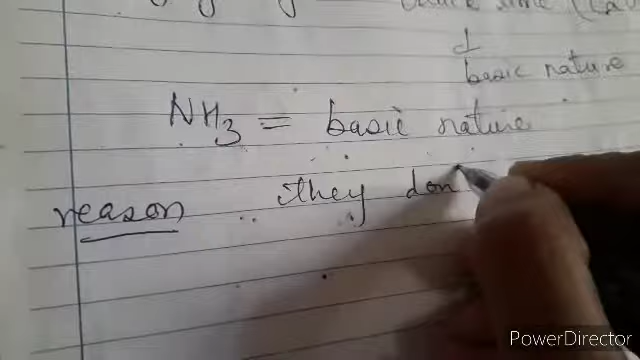 basic nature
NH3 = basic nature
reason they don
PowerDirector